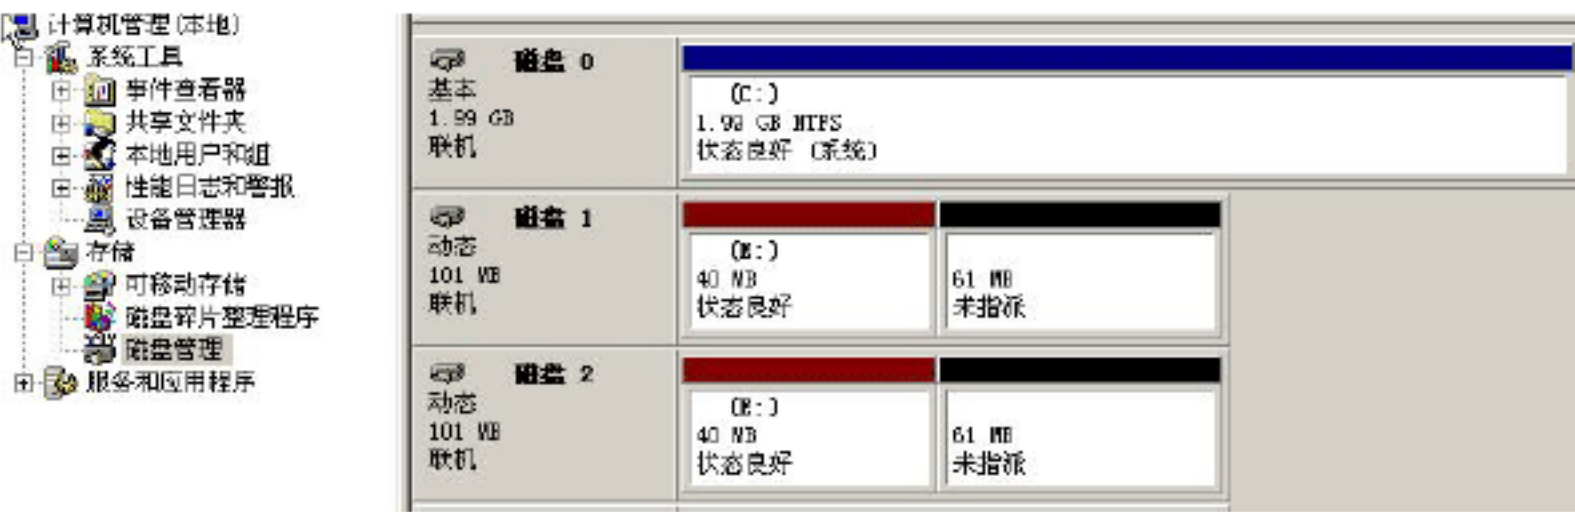 计算机管理(本地)
系统工具
事件查看器
共享文件夹
本地用户和组
性能日志和警报
设备管理器
存储
可移动存储
磁盘碎片整理程序
磁盘管理
服务和应用程序
磁盘 0
基本
1.99 GB
联机
(C:)
1.99 GB NTFS
状态良好 (系统)
磁盘 1
动态
101 MB
联机
(E:)
40 MB
状态良好
61 MB
未指派
磁盘 2
动态
101 MB
联机
(E:)
40 MB
状态良好
61 MB
未指派